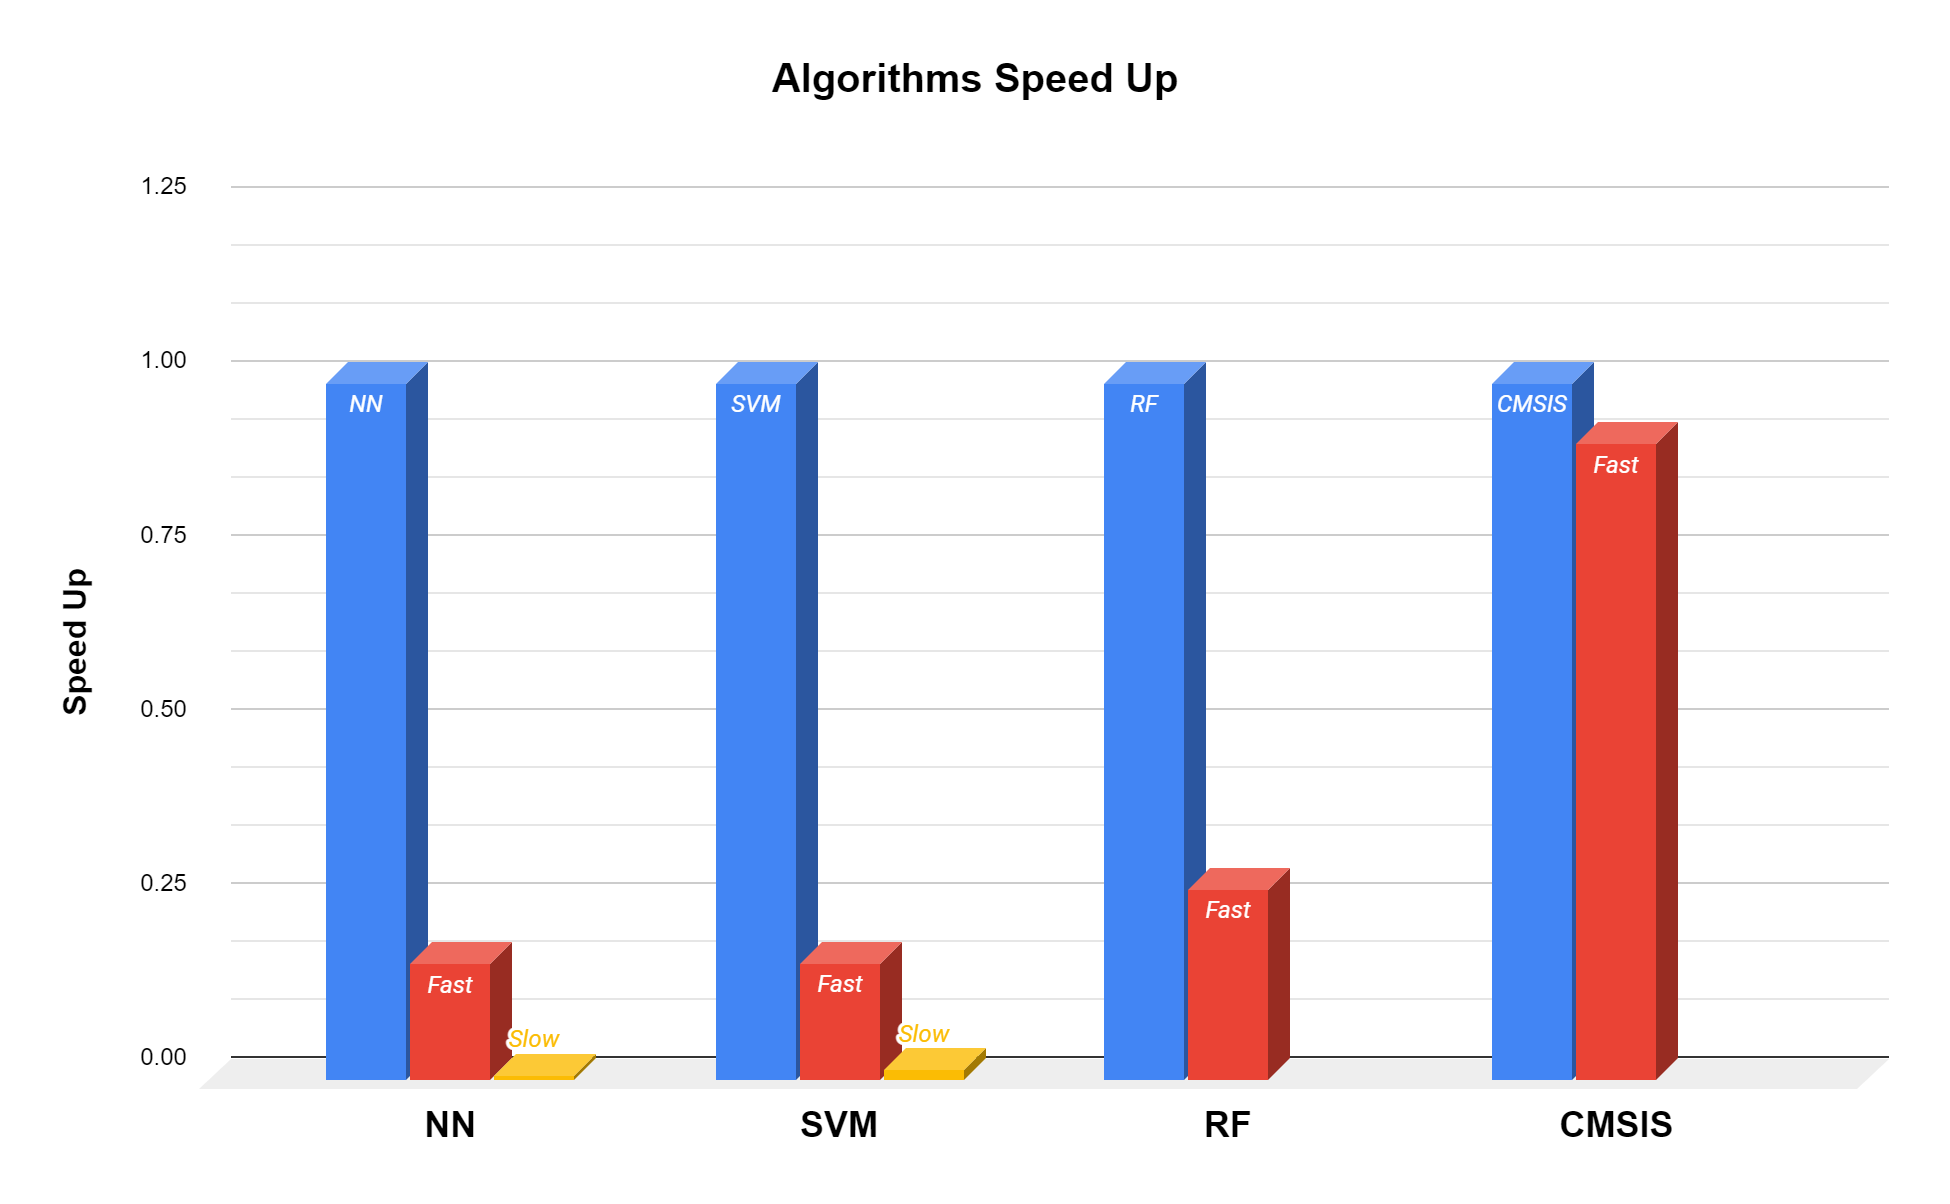 Algorithms Speed Up
Speed Up
1.25
1.00
0.75
0.50
0.25
0.00
NN
Fast
Slow
SVM
Fast
Slow
RF
Fast
CMSIS
Fast
NN
SVM
RF
CMSIS